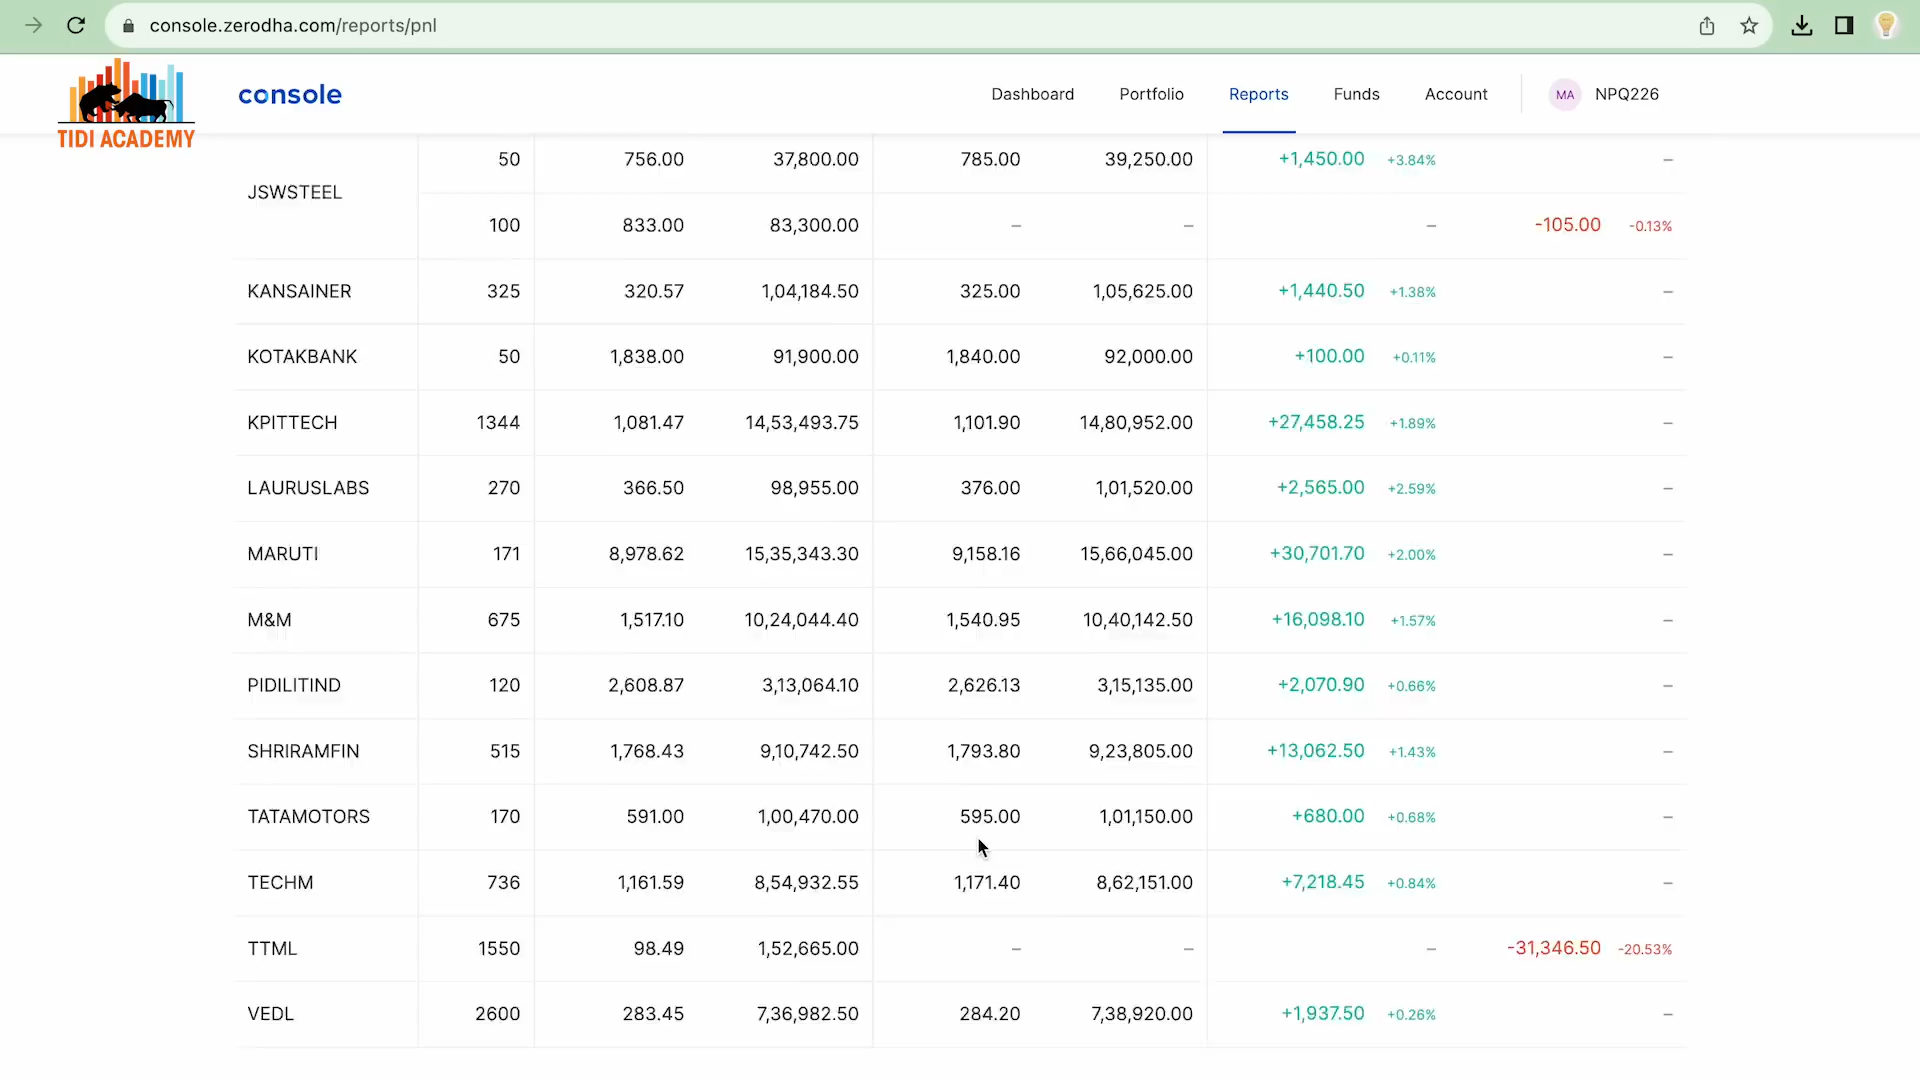 console.zerodha.com/reports/pnl
TIDI ACADEMY
console Dashboard Portfolio Reports Funds Account MA NPQ226
50 756.00 37,800.00 785.00 39,250.00 +1,450.00 +3.84% –
JSWSTEEL
100 833.00 83,300.00 – – – -105.00 -0.13%
KANSAINER 325 320.57 1,04,184.50 325.00 1,05,625.00 +1,440.50 +1.38% –
KOTAKBANK 50 1,838.00 91,900.00 1,840.00 92,000.00 +100.00 +0.11% –
KPITTECH 1344 1,081.47 14,53,493.75 1,101.90 14,80,952.00 +27,458.25 +1.89% –
LAURUSLABS 270 366.50 98,955.00 376.00 1,01,520.00 +2,565.00 +2.59% –
MARUTI 171 8,978.62 15,35,343.30 9,158.16 15,66,045.00 +30,701.70 +2.00% –
M&M 675 1,517.10 10,24,044.40 1,540.95 10,40,142.50 +16,098.10 +1.57% –
PIDILITIND 120 2,608.87 3,13,064.10 2,626.13 3,15,135.00 +2,070.90 +0.66% –
SHRIRAMFIN 515 1,768.43 9,10,742.50 1,793.80 9,23,805.00 +13,062.50 +1.43% –
TATAMOTORS 170 591.00 1,00,470.00 595.00 1,01,150.00 +680.00 +0.68% –
TECHM 736 1,161.59 8,54,932.55 1,171.40 8,62,151.00 +7,218.45 +0.84% –
TTML 1550 98.49 1,52,665.00 – – – -31,346.50 -20.53%
VEDL 2600 283.45 7,36,982.50 284.20 7,38,920.00 +1,937.50 +0.26% –